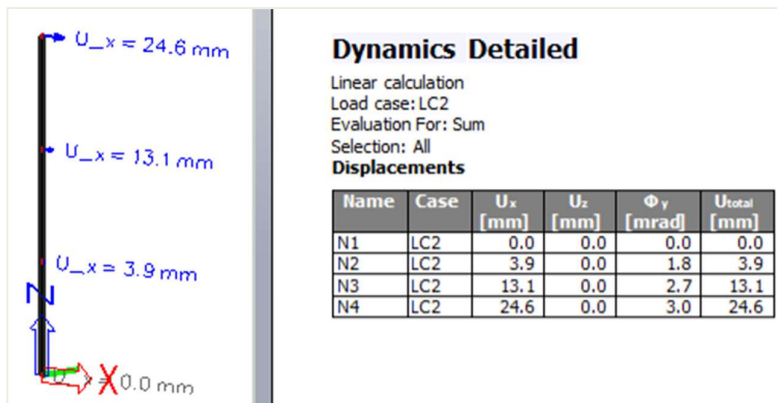 U_x = 24.6 mm
U_x = 13.1 mm
U_x = 3.9 mm
Z
X 0.0 mm
Dynamics Detailed
Linear calculation
Load case: LC2
Evaluation For: Sum
Selection: All
Displacements
Name Case Ux [mm] Uz [mm] Φy [mrad] Utotal [mm]
N1 LC2 0.0 0.0 0.0 0.0
N2 LC2 3.9 0.0 1.8 3.9
N3 LC2 13.1 0.0 2.7 13.1
N4 LC2 24.6 0.0 3.0 24.6